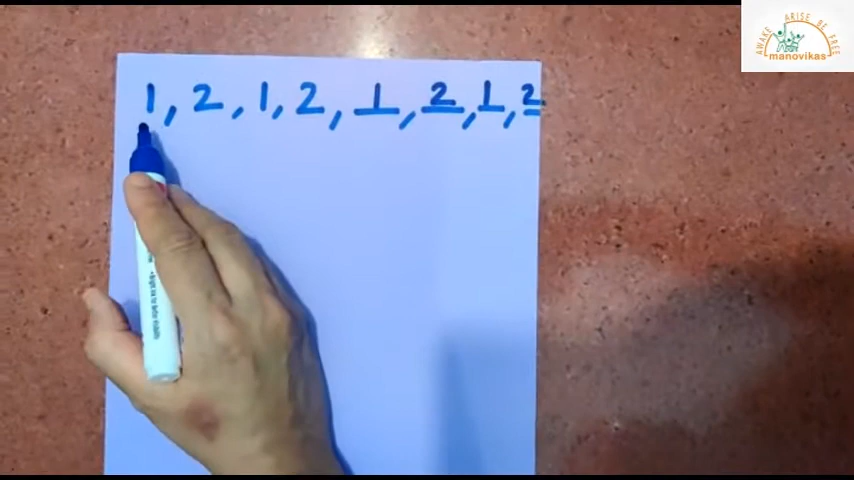 1, 2, 1, 2, 1, 2, 1, 2
AWAKE ARISE BE FREE
manovikas